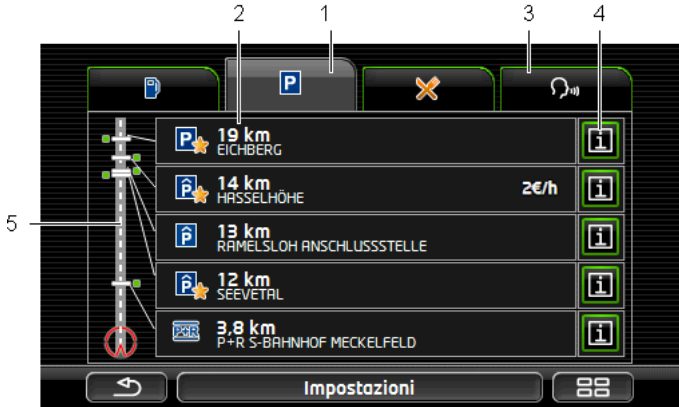 2 1 3 4
P
P 19 km
EICHBERG
i
P 14 km
HASSELHÖHE
2€/h
i
P 13 km
RAMELSLOH ANSCHLUSSSTELLE
i
5
P 12 km
SEEVETAL
i
P+R 3,8 km
P+R S-BAHNHOF MECKELFELD
i
Impostazioni